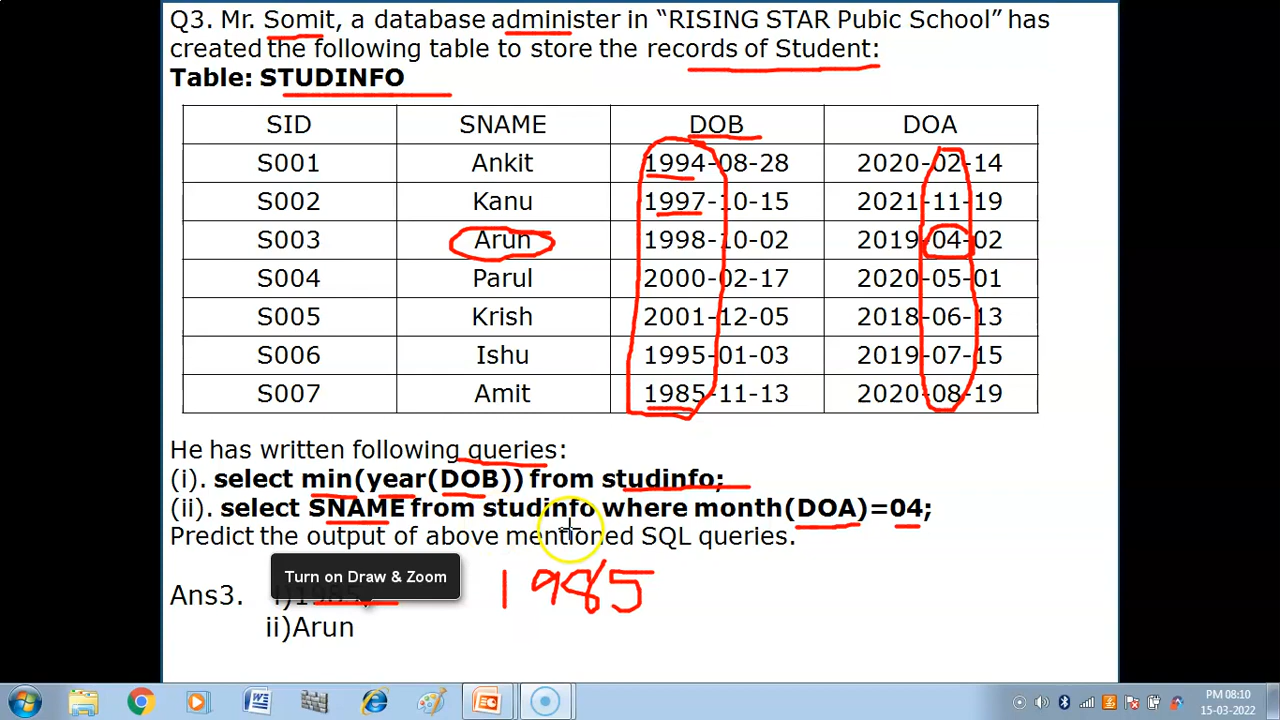 Q3. Mr. Somit, a database administer in “RISING STAR Pubic School” has
created the following table to store the records of Student:
Table: STUDINFO
SID SNAME DOB DOA
S001 Ankit 1994-08-28 2020-02-14
S002 Kanu 1997-10-15 2021-11-19
S003 Arun 1998-10-02 2019-04-02
S004 Parul 2000-02-17 2020-05-01
S005 Krish 2001-12-05 2018-06-13
S006 Ishu 1995-01-03 2019-07-15
S007 Amit 1985-11-13 2020-08-19
He has written following queries:
(i). select min(year(DOB)) from studinfo;
(ii). select SNAME from studinfo where month(DOA)=04;
Predict the output of above mentioned SQL queries.
Turn on Draw & Zoom
Ans3. i)1985 1985
ii)Arun
PM 08:10
15-03-2022